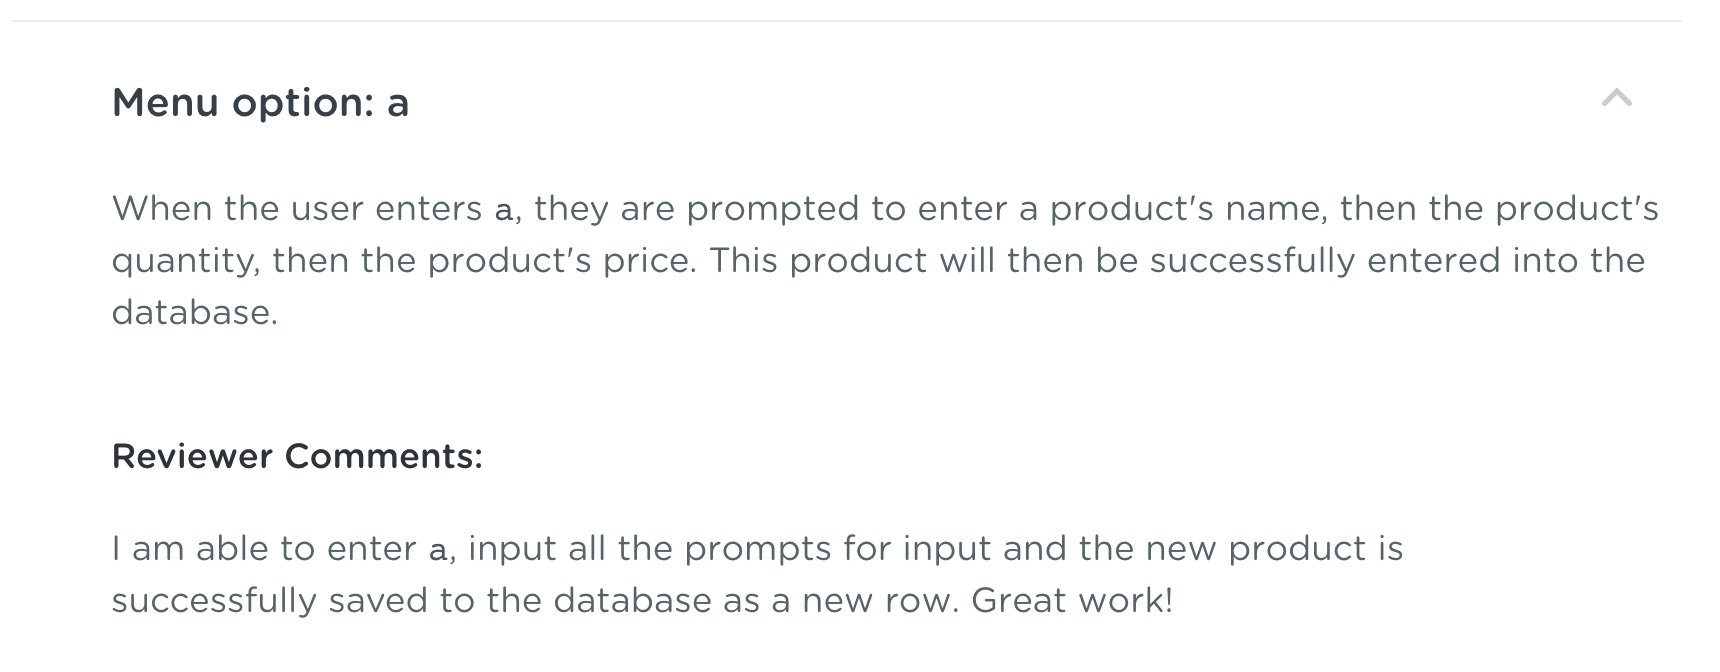 Menu option: a
When the user enters a, they are prompted to enter a product's name, then the product's
quantity, then the product's price. This product will then be successfully entered into the
database.
Reviewer Comments:
I am able to enter a, input all the prompts for input and the new product is
successfully saved to the database as a new row. Great work!